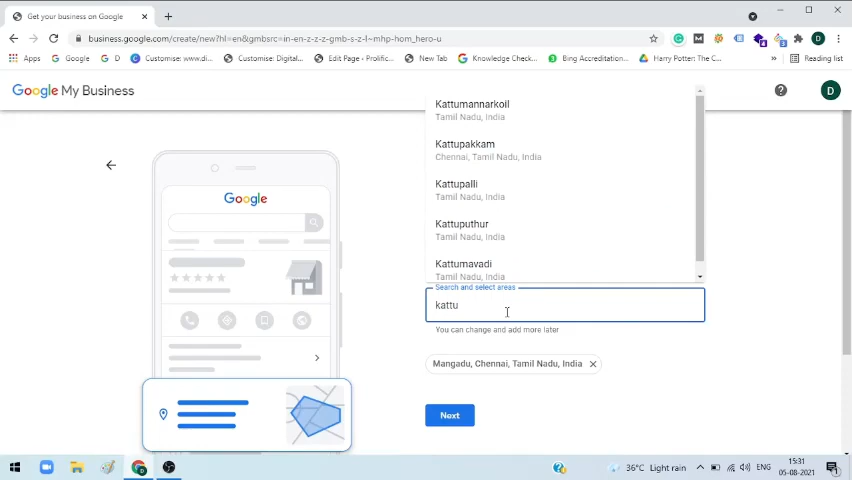 Get your business on Google
business.google.com/create/new?hl=en&gmbsrc=in-en-z-z-z-gmb-s-z-l~mhp-hom_hero-u
Apps
Google
G D
Customise: www.di...
Customise: Digital...
Edit Page - Prolific...
New Tab
Knowledge Check...
Bing Accreditation...
Harry Potter: The C...
»
Reading list
Google My Business
D
Kattumannarkoil
Tamil Nadu, India
Kattupakkam
Chennai, Tamil Nadu, India
Kattupalli
Tamil Nadu, India
Kattuputhur
Tamil Nadu, India
Kattumavadi
Tamil Nadu, India
Search and select areas
kattu
You can change and add more later
Mangadu, Chennai, Tamil Nadu, India
Next
Google
36°C Light rain
ENG
15:31
05-08-2021